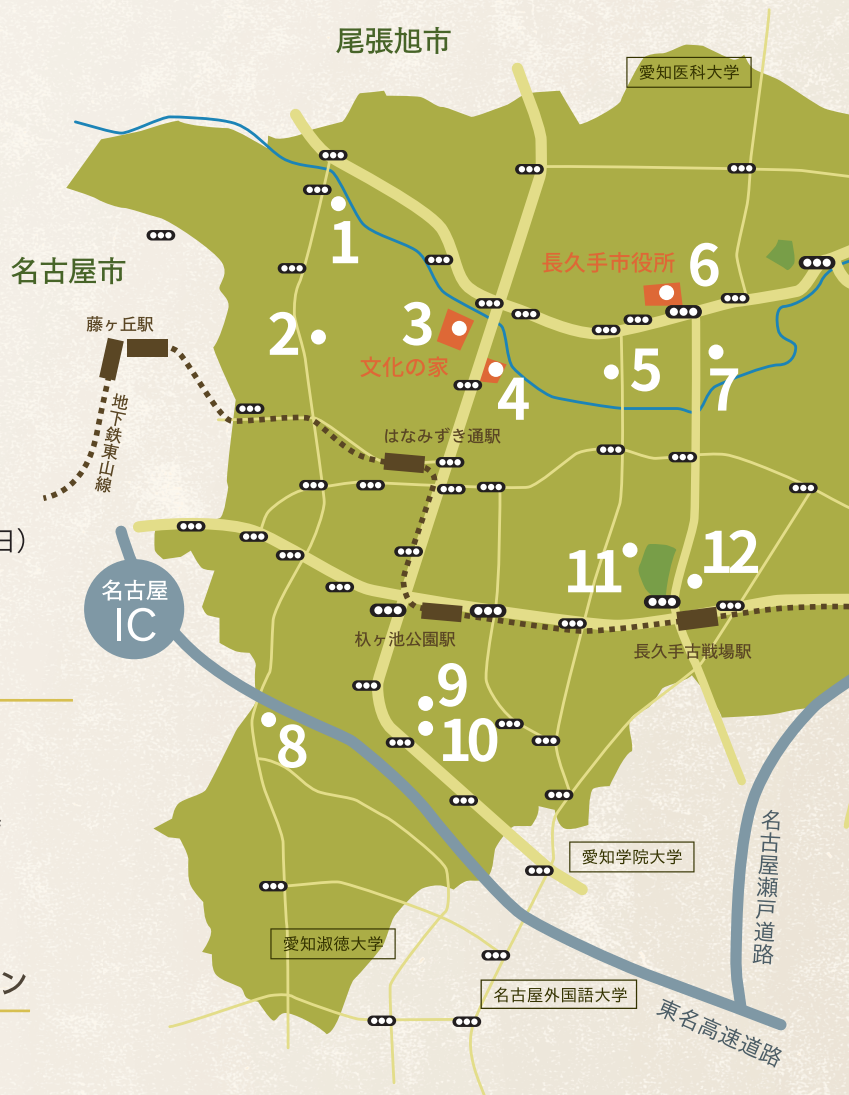 尾張旭市
愛知医科大学
1
名古屋市
長久手市役所
6
藤ヶ丘駅
2
3
文化の家
4
5
7
地下鉄東山線
はなみずき通駅
日）
11
12
名古屋
IC
杁ヶ池公園駅
長久手古戦場駅
9
8
10
名古屋瀬戸道路
愛知学院大学
愛知淑徳大学
ン
名古屋外国語大学
東名高速道路